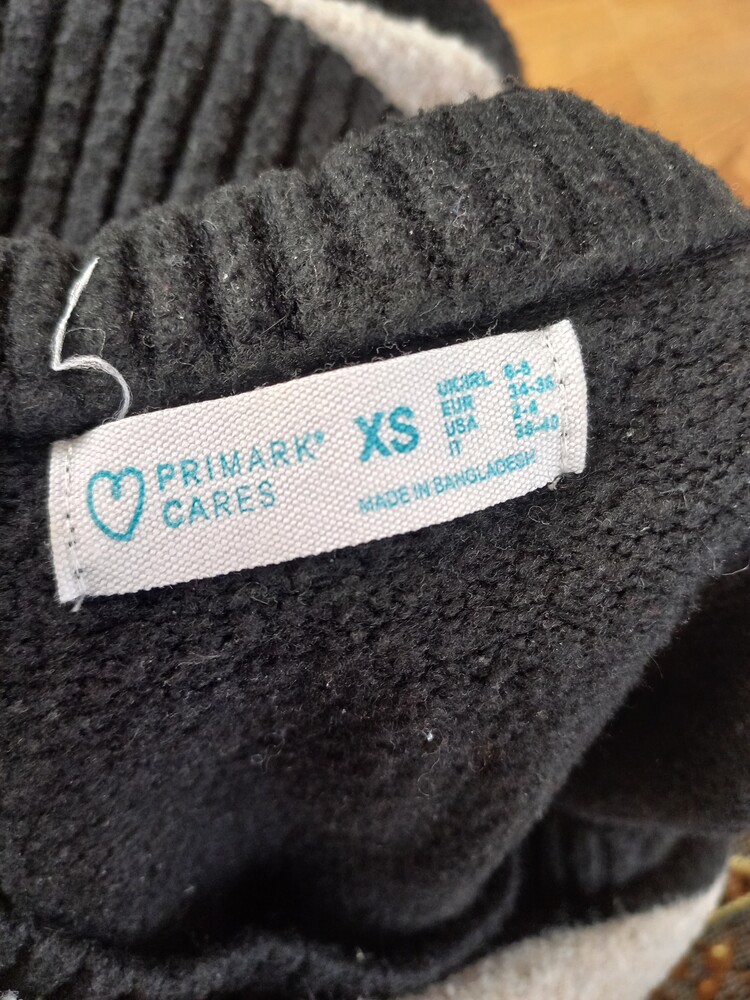 PRIMARK®
CARES
XS
UK/IRL 6-8
EUR 34-36
USA 2-4
IT 38-40
MADE IN BANGLADESH